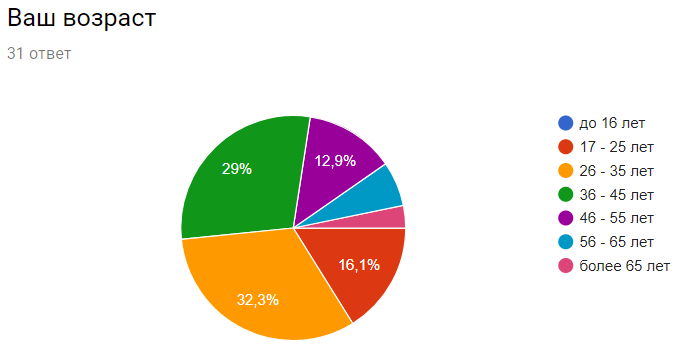 Ваш возраст
31 ответ
12,9%
29%
16,1%
32,3%
до 16 лет
17 - 25 лет
26 - 35 лет
36 - 45 лет
46 - 55 лет
56 - 65 лет
более 65 лет